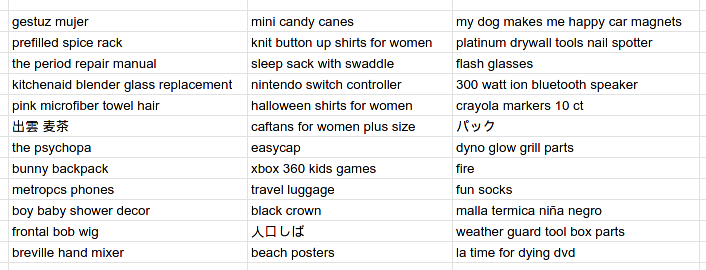 gestuz mujer mini candy canes my dog makes me happy car magnets
prefilled spice rack knit button up shirts for women platinum drywall tools nail spotter
the period repair manual sleep sack with swaddle flash glasses
kitchenaid blender glass replacement nintendo switch controller 300 watt ion bluetooth speaker
pink microfiber towel hair halloween shirts for women crayola markers 10 ct
出雲 麦茶 caftans for women plus size パック
the psychopa easycap dyno glow grill parts
bunny backpack xbox 360 kids games fire
metropcs phones travel luggage fun socks
boy baby shower decor black crown malla termica niña negro
frontal bob wig 人口しば weather guard tool box parts
breville hand mixer beach posters la time for dying dvd